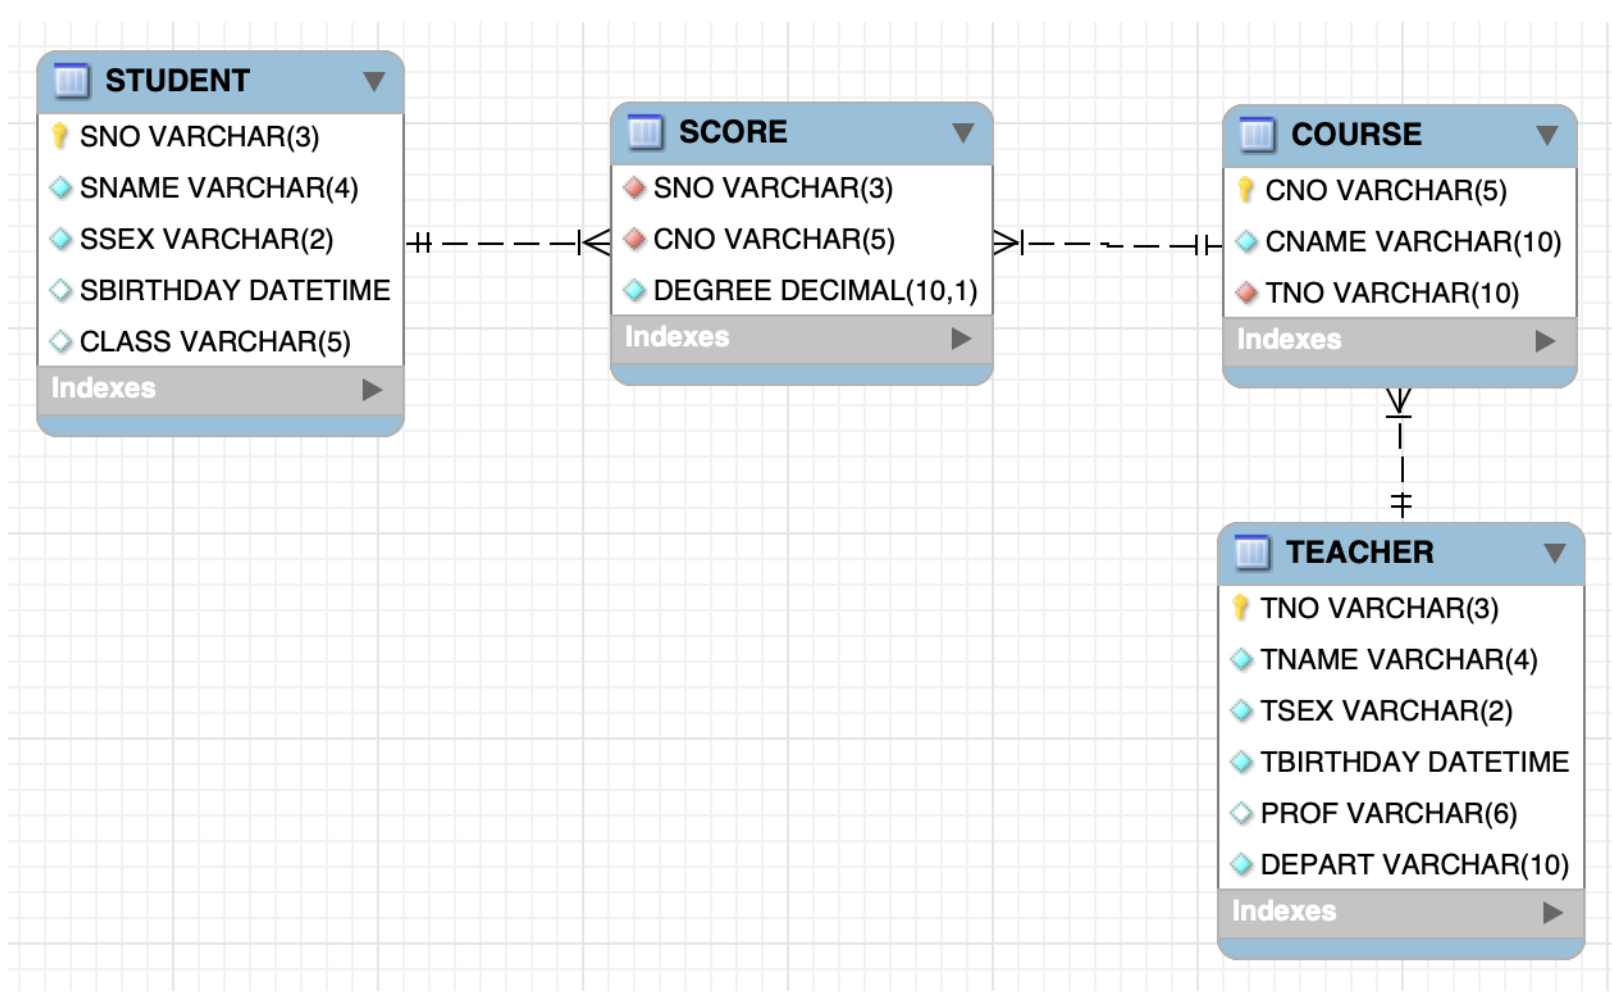 STUDENT
SNO VARCHAR(3)
SNAME VARCHAR(4)
SSEX VARCHAR(2)
SBIRTHDAY DATETIME
CLASS VARCHAR(5)
Indexes
SCORE
SNO VARCHAR(3)
CNO VARCHAR(5)
DEGREE DECIMAL(10,1)
Indexes
COURSE
CNO VARCHAR(5)
CNAME VARCHAR(10)
TNO VARCHAR(10)
Indexes
TEACHER
TNO VARCHAR(3)
TNAME VARCHAR(4)
TSEX VARCHAR(2)
TBIRTHDAY DATETIME
PROF VARCHAR(6)
DEPART VARCHAR(10)
Indexes